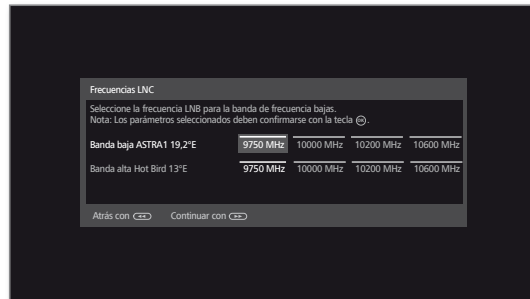 Frecuencias LNC
Seleccione la frecuencia LNB para la banda de frecuencia bajas.
Nota: Los parámetros seleccionados deben confirmarse con la tecla OK.
Banda baja ASTRA1 19,2°E 9750 MHz 10000 MHz 10200 MHz 10600 MHz
Banda alta Hot Bird 13°E 9750 MHz 10000 MHz 10200 MHz 10600 MHz
Atrás con Continuar con